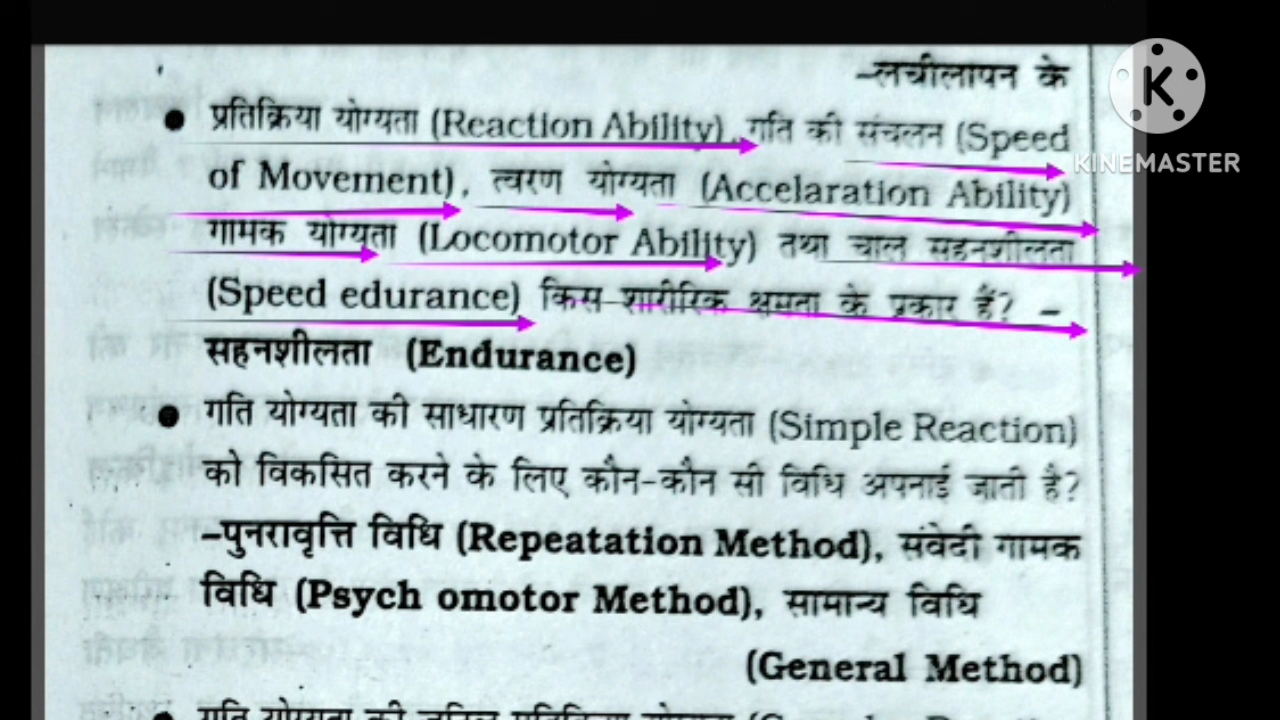 -लचीलापन के
● प्रतिक्रिया योग्यता (Reaction Ability), गति की संचलन (Speed
of Movement), त्वरण योग्यता (Accelaration Ability)
गामक योग्यता (Locomotor Ability) तथा चाल सहनशीलता
(Speed edurance) किस शारीरिक क्षमता के प्रकार हैं? -
सहनशीलता (Endurance)
● गति योग्यता की साधारण प्रतिक्रिया योग्यता (Simple Reaction)
को विकसित करने के लिए कौन-कौन सी विधि अपनाई जाती है?
-पुनरावृत्ति विधि (Repeatation Method), संवेदी गामक
विधि (Psych omotor Method), सामान्य विधि
(General Method)
● गति योग्यता की
K
KINEMASTER